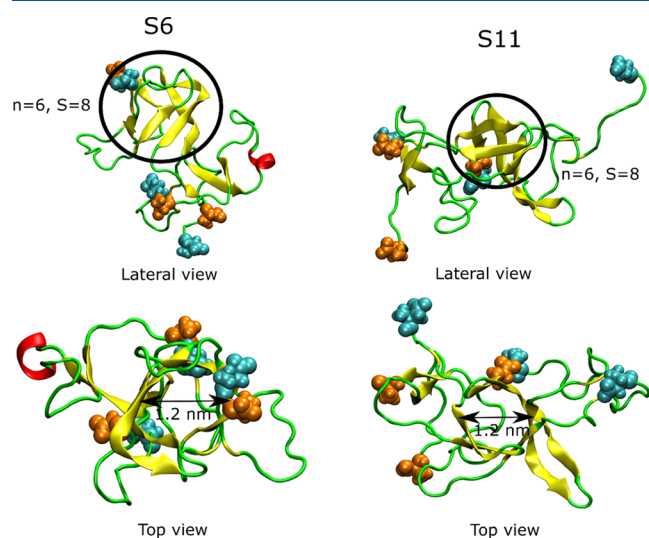 S6
S11
n=6, S=8
n=6, S=8
Lateral view
Lateral view
1.2 nm
1.2 nm
Top view
Top view